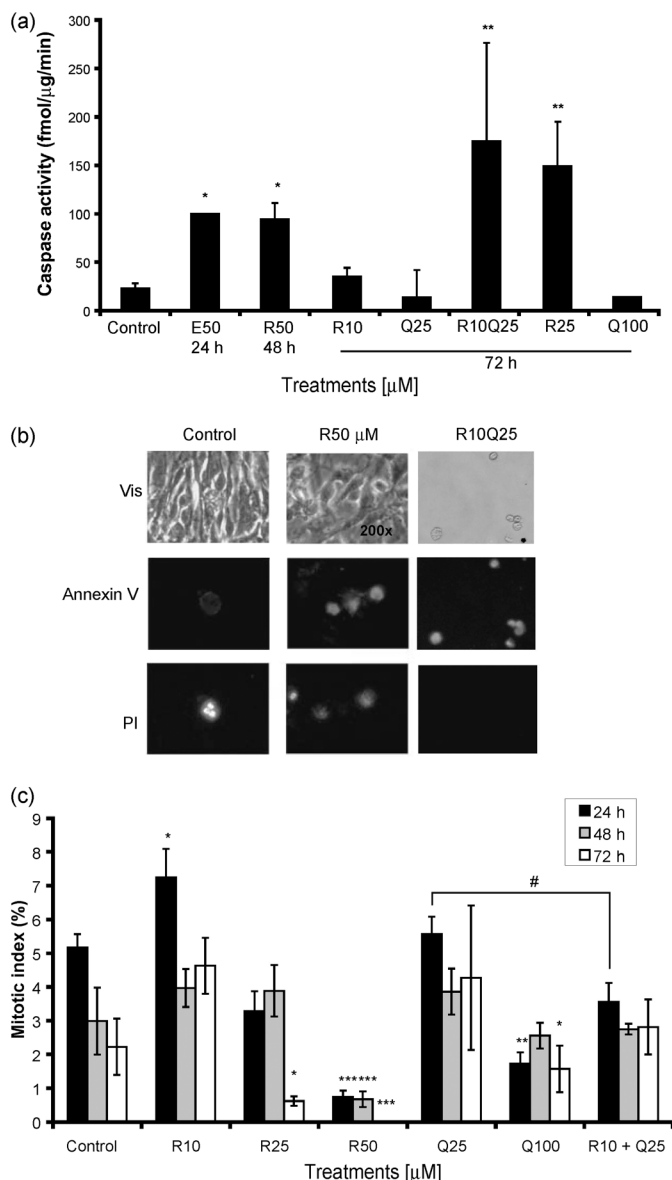 (a)
Caspase activity (fmol/μg/min)
300
250
200
150
100
50
0
*
*
**
**
Control E50 R50 R10 Q25 R10Q25 R25 Q100
24 h 48 h
72 h
Treatments [μM]
(b)
Control R50 μM R10Q25
Vis
200x
Annexin V
PI
(c)
Mitotic index (%)
9
8
7
6
5
4
3
2
1
0
24 h
48 h
72 h
*
*
***
***
***
#
**
*
Control R10 R25 R50 Q25 Q100 R10 + Q25
Treatments [μM]